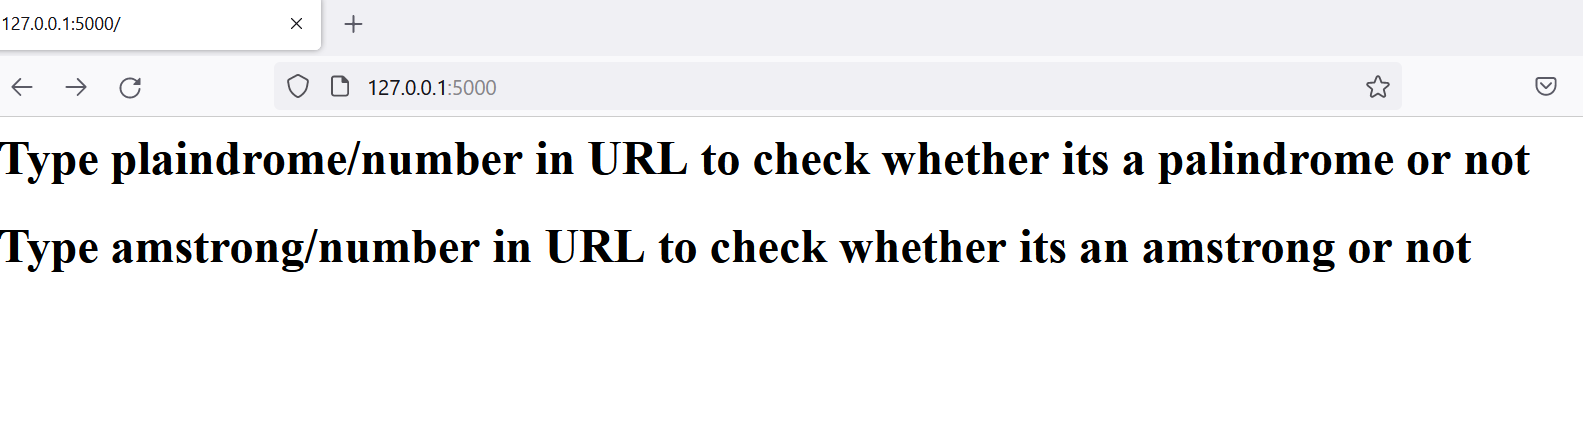 127.0.0.1:5000/
127.0.0.1:5000
Type plaindrome/number in URL to check whether its a palindrome or not
Type amstrong/number in URL to check whether its an amstrong or not